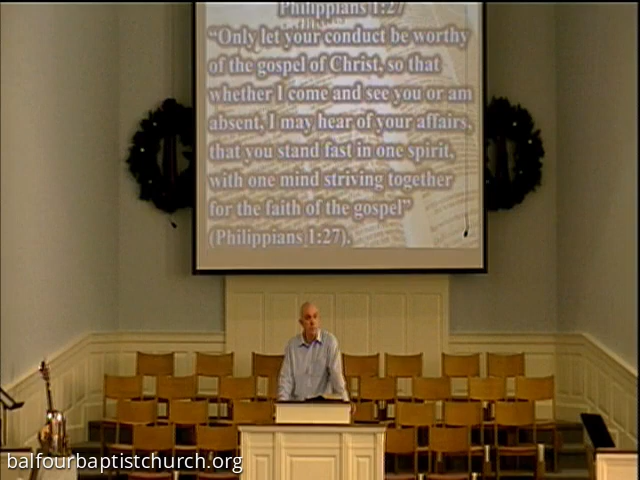 Philippians 1:27
“Only let your conduct be worthy
of the gospel of Christ, so that
whether I come and see you or am
absent, I may hear of your affairs,
that you stand fast in one spirit,
with one mind striving together
for the faith of the gospel”
(Philippians 1:27).
balfourbaptistchurch.org